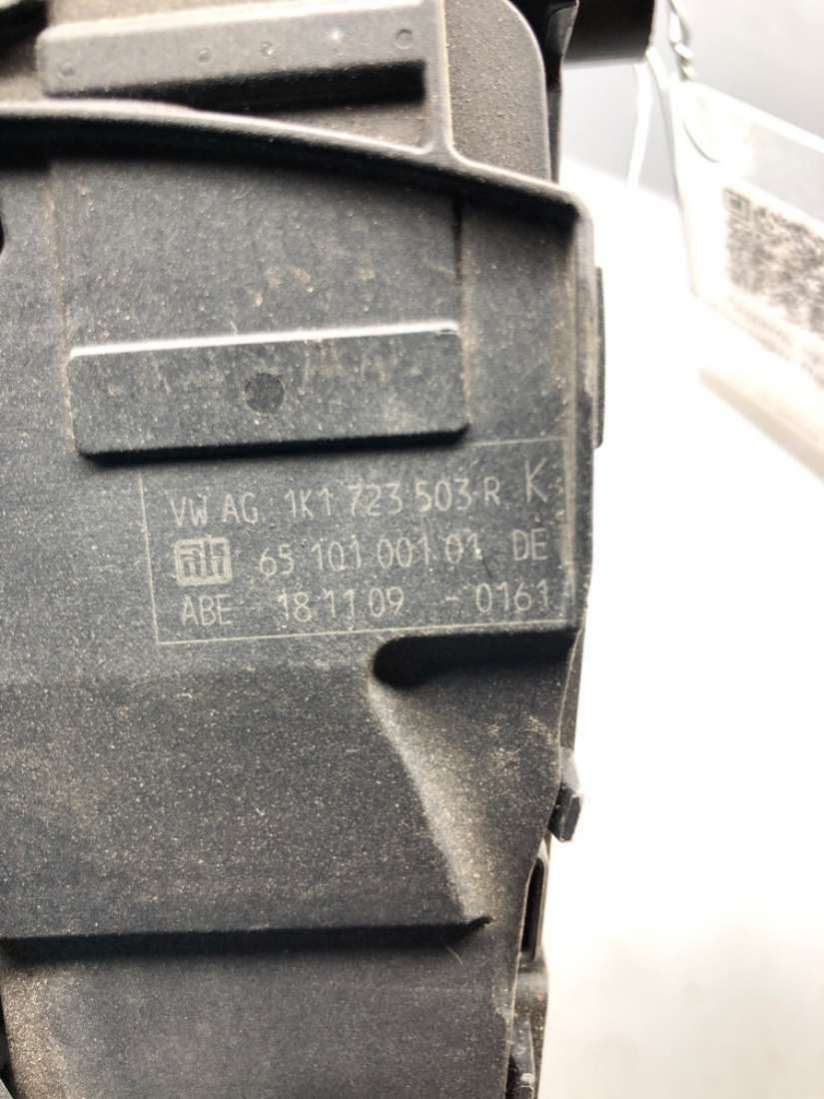 VW AG 1K1 723 503 R K
65 101 001 01 DE
ABE 18 11 09 - 0161